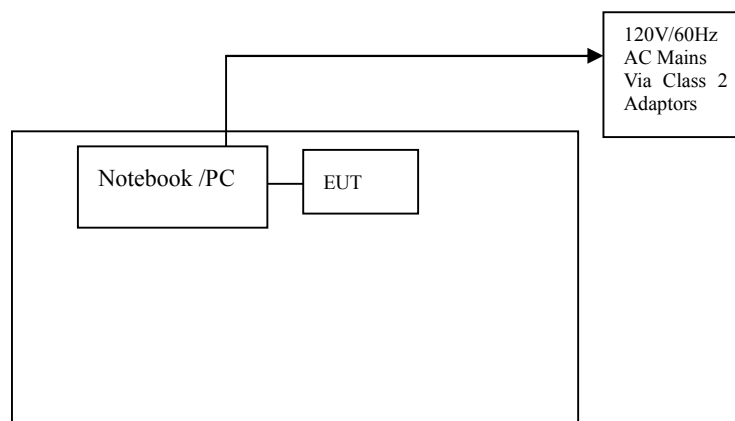 120V/60Hz
AC Mains
Via Class 2
Adaptors
Notebook /PC
EUT